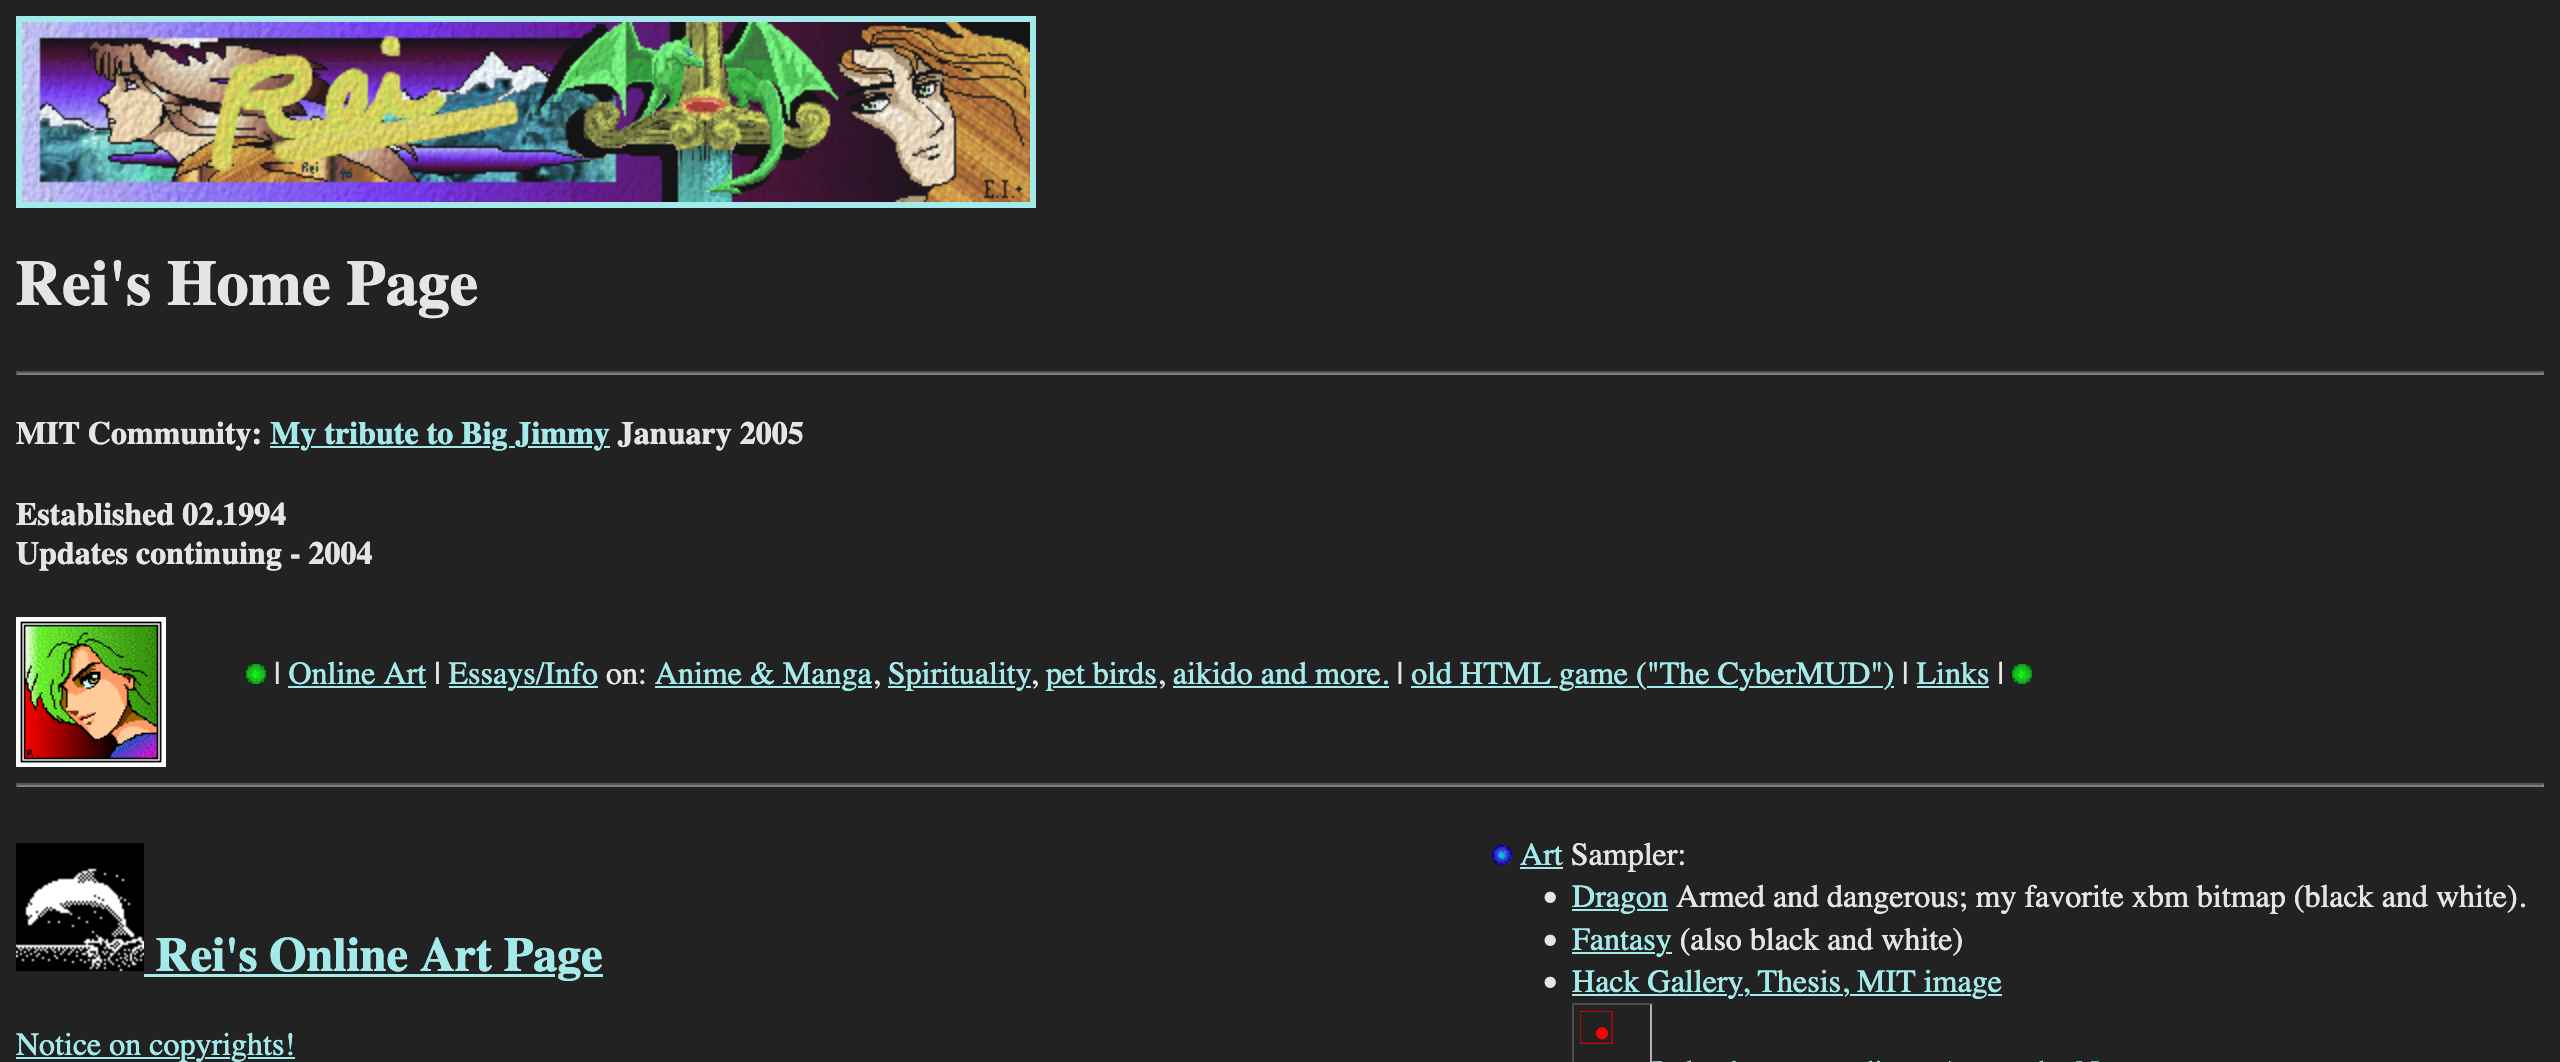 Rei
Rei 96
E.I.+
Rei's Home Page
MIT Community: My tribute to Big Jimmy January 2005
Established 02.1994
Updates continuing - 2004
| Online Art | Essays/Info on: Anime & Manga, Spirituality, pet birds, aikido and more. | old HTML game ("The CyberMUD") | Links |
Rei's Online Art Page
Notice on copyrights!
Art Sampler:
• Dragon Armed and dangerous; my favorite xbm bitmap (black and white).
• Fantasy (also black and white)
• Hack Gallery, Thesis, MIT image